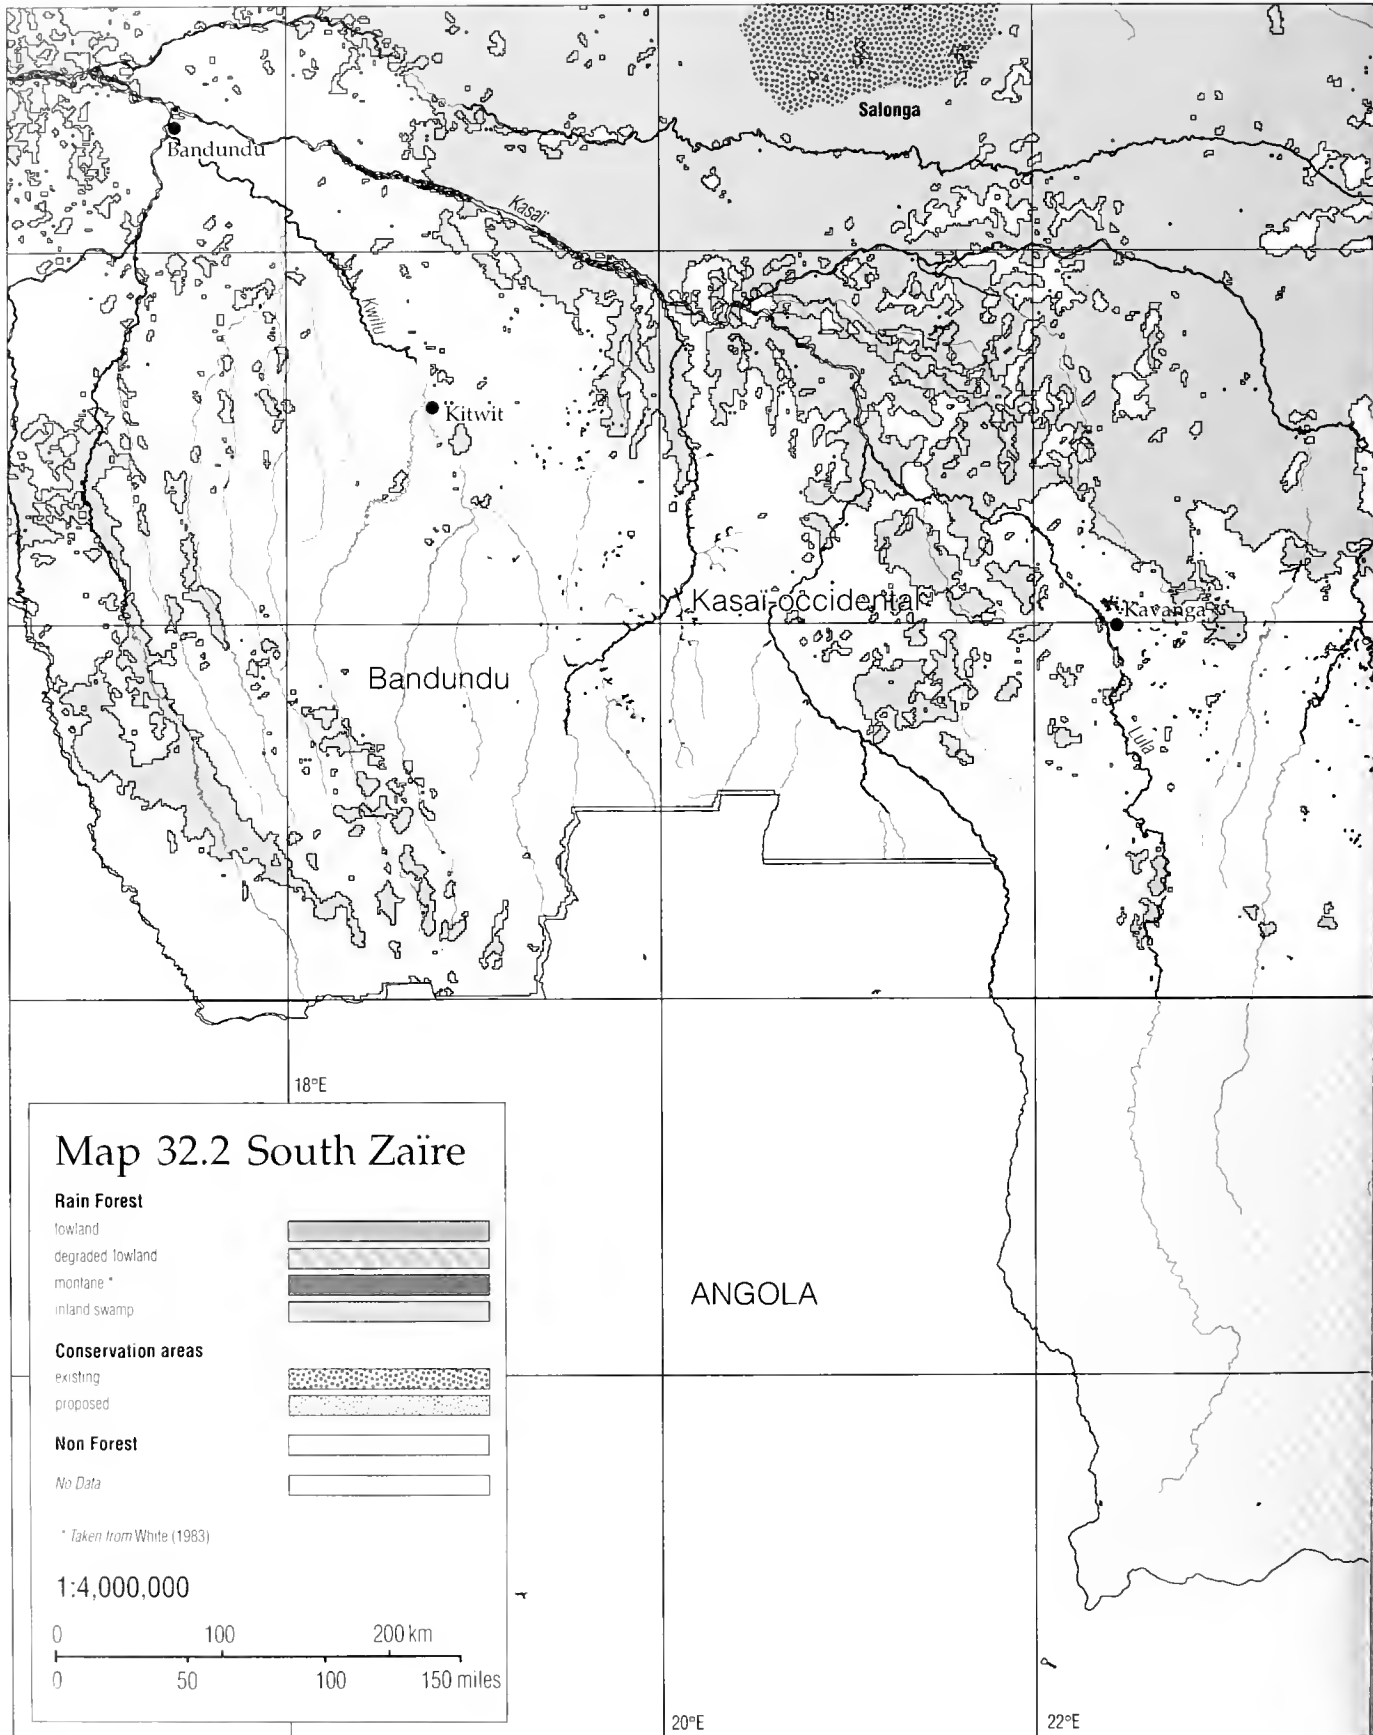 Salonga
Bandundu
Kasaï
Kwilu
Kitwit
Kasaï-occidental
Kavanga
Bandundu
Lula
18°E
Map 32.2 South Zaïre
Rain Forest
lowland
degraded lowland
montane *
inland swamp
ANGOLA
Conservation areas
existing
proposed
Non Forest
No Data
* Taken from White (1983)
1:4,000,000
0 100 200 km
0 50 100 150 miles
20°E
22°E